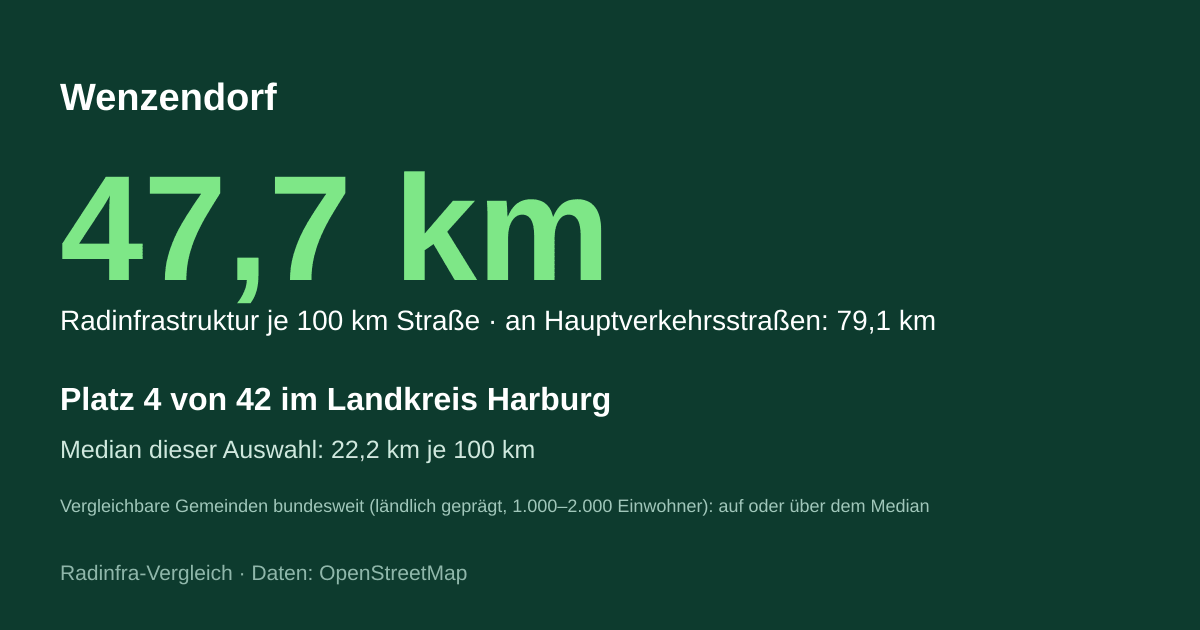 Wenzendorf
47,7 km
Radinfrastruktur je 100 km Straße · an Hauptverkehrsstraßen: 79,1 km
Platz 4 von 42 im Landkreis Harburg
Median dieser Auswahl: 22,2 km je 100 km
Vergleichbare Gemeinden bundesweit (ländlich geprägt, 1.000–2.000 Einwohner): auf oder über dem Median
Radinfra-Vergleich · Daten: OpenStreetMap